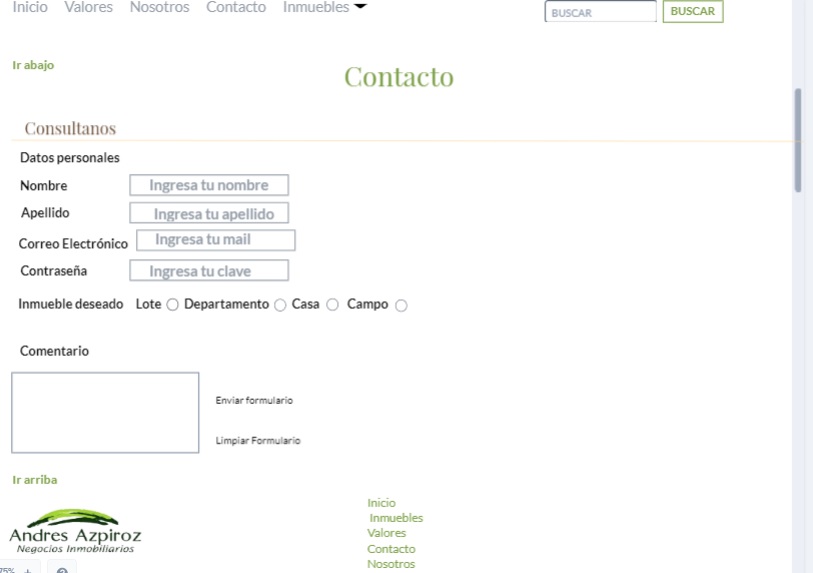 Inicio Valores Nosotros Contacto Inmuebles BUSCAR BUSCAR
Ir abajo
Contacto
Consultanos
Datos personales
Nombre Ingresa tu nombre
Apellido Ingresa tu apellido
Correo Electrónico Ingresa tu mail
Contraseña Ingresa tu clave
Inmueble deseado Lote Departamento Casa Campo
Comentario
Enviar formulario
Limpiar Formulario
Ir arriba
Andres Azpiroz
Negocios Inmobiliarios
Inicio
Inmuebles
Valores
Contacto
Nosotros